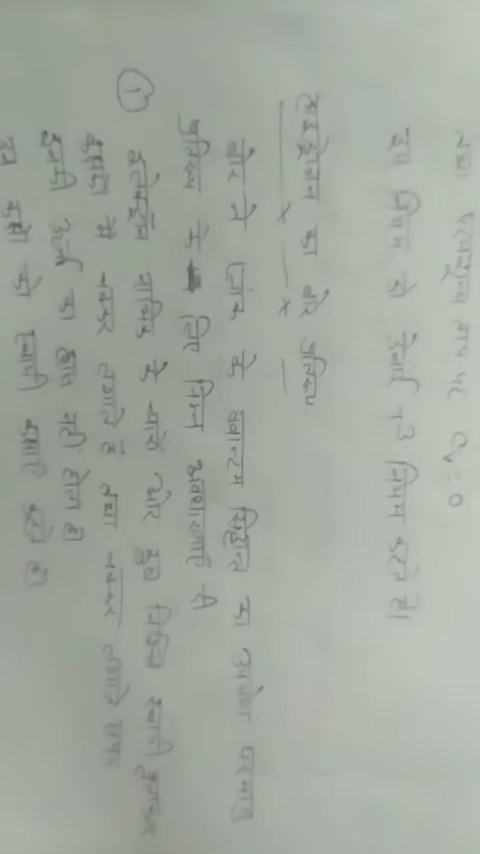 तथा परमशून्य ताप पर Cv = 0
इस नियम को डेबाई T3 नियम कहते हैं।
हाइड्रोजन का बोर प्रतिरूप
बोर ने प्लांक के क्वाण्टम सिद्धान्त का उपयोग परमाणु
प्रतिरूप के लिए निम्न अवधारणाएँ दी.
① इलेक्ट्रॉन नाभिक के चारो ओर कुछ निश्चित स्थायी वृत्ताकार
कक्षाओं में चक्कर लगाते हैं तथा चक्कर लगाते समय
इनकी ऊर्जा का ह्रास नहीं होता है।
इन कक्षों को स्थायी कक्षाएँ कहते है।